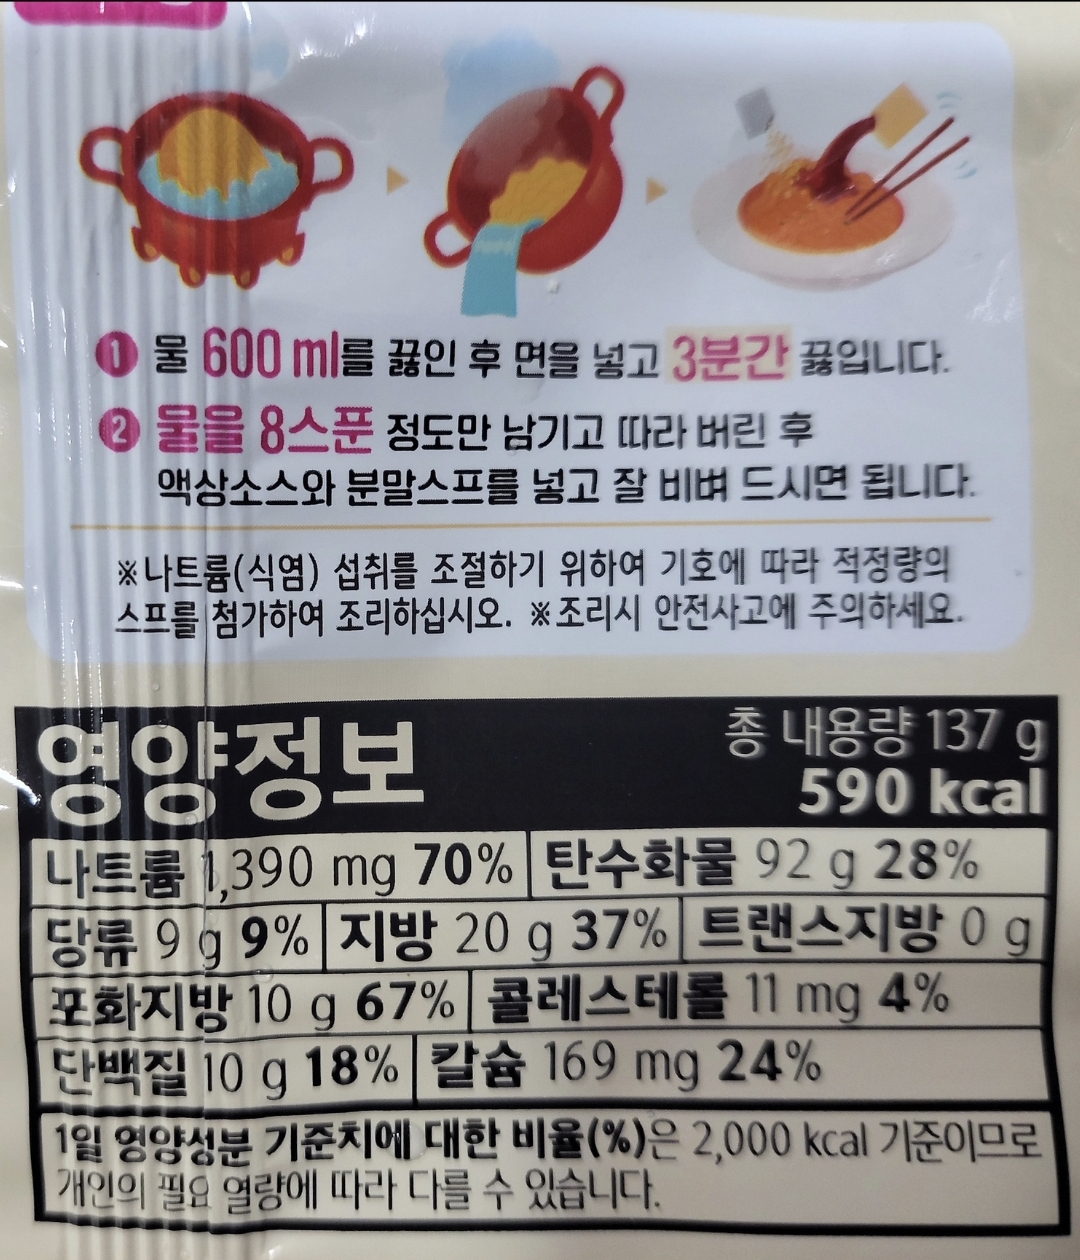 1 물 600 ml를 끓인 후 면을 넣고 3분간 끓입니다.
2 물을 8스푼 정도만 남기고 따라 버린 후
액상소스와 분말스프를 넣고 잘 비벼 드시면 됩니다.
※나트륨(식염) 섭취를 조절하기 위하여 기호에 따라 적정량의
스프를 첨가하여 조리하십시오. ※조리시 안전사고에 주의하세요.
영양정보 총 내용량 137 g
590 kcal
나트륨 1,390 mg 70% 탄수화물 92 g 28%
당류 9 g 9% 지방 20 g 37% 트랜스지방 0 g
포화지방 10 g 67% 콜레스테롤 11 mg 4%
단백질 10 g 18% 칼슘 169 mg 24%
1일 영양성분 기준치에 대한 비율(%)은 2,000 kcal 기준이므로
개인의 필요 열량에 따라 다를 수 있습니다.